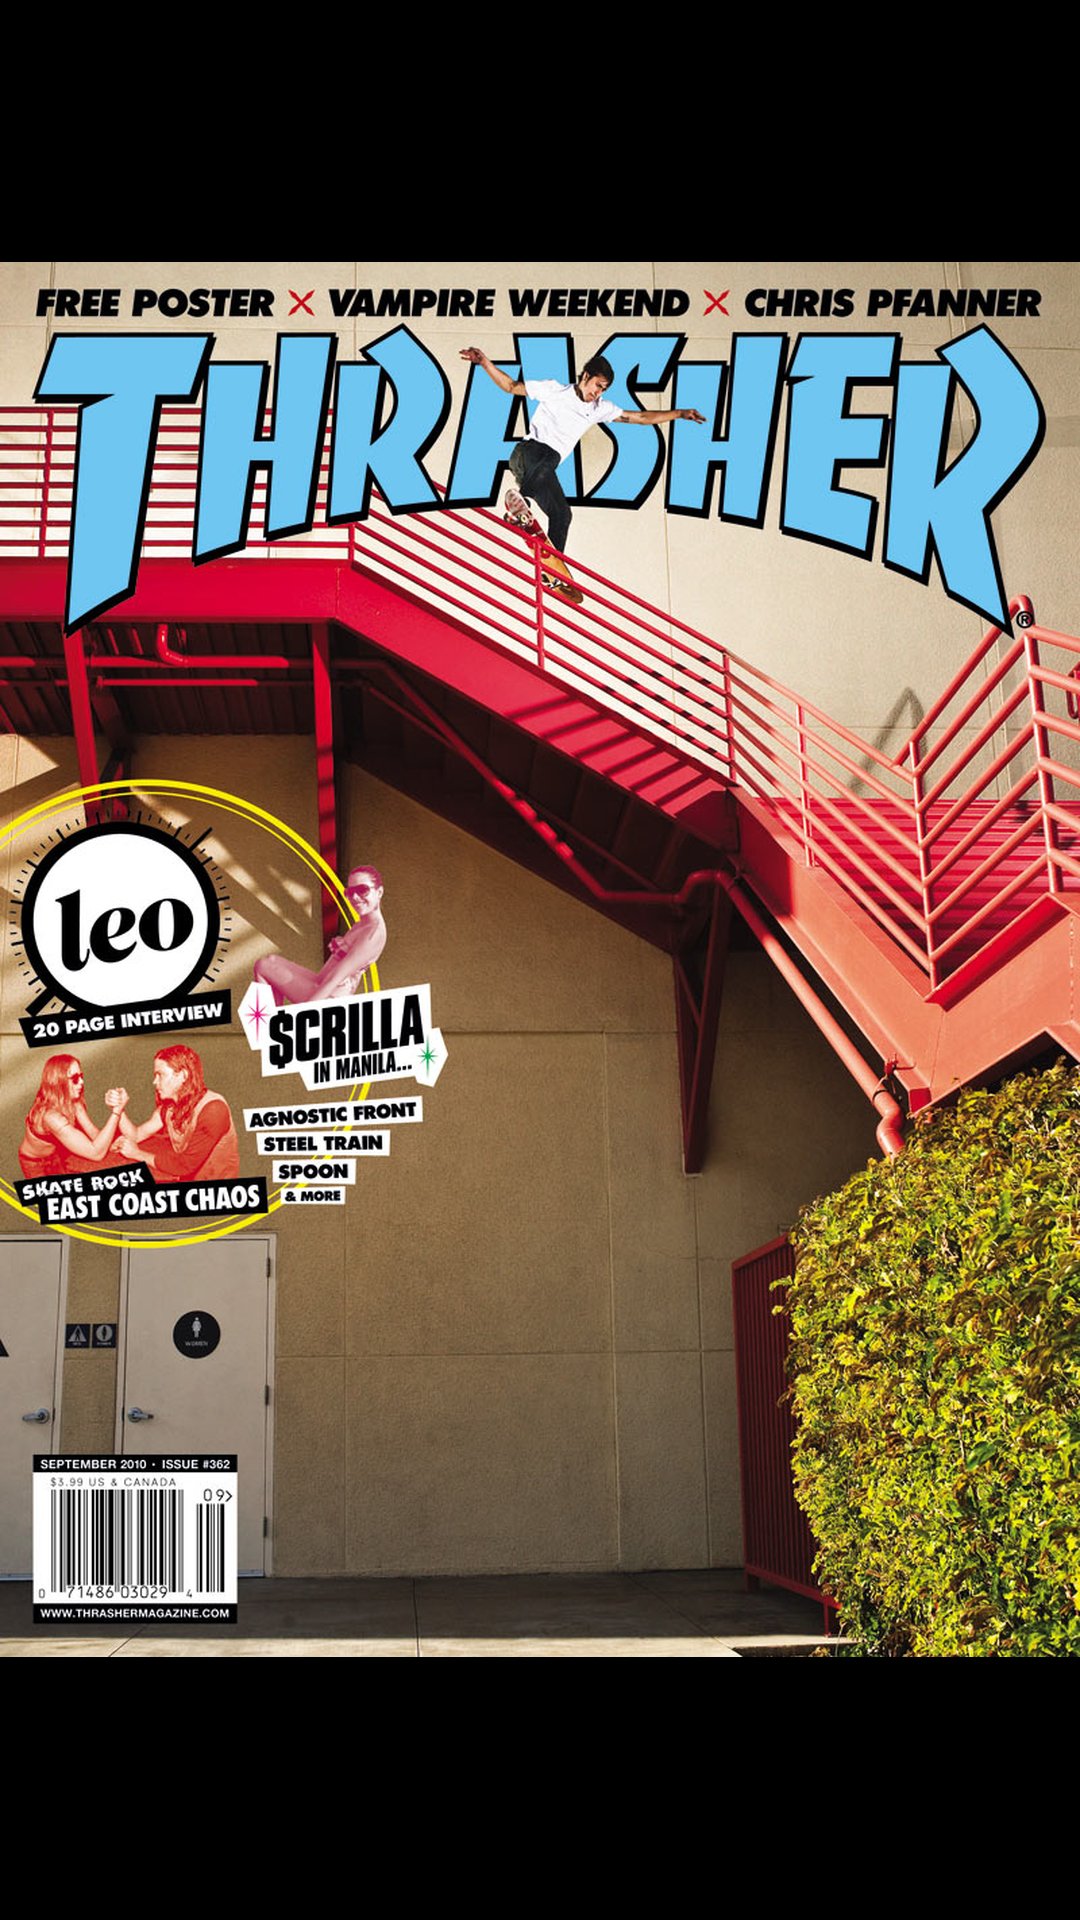 FREE POSTER X VAMPIRE WEEKEND X CHRIS PFANNER
THRASHER®
leo
20 PAGE INTERVIEW
$CRILLA
IN MANILA...
SKATE ROCK
EAST COAST CHAOS
AGNOSTIC FRONT
STEEL TRAIN
SPOON
& MORE
WOMEN
SEPTEMBER 2010 · ISSUE #362
$3.99 US & CANADA
09>
0 71486 03029 4
WWW.THRASHERMAGAZINE.COM